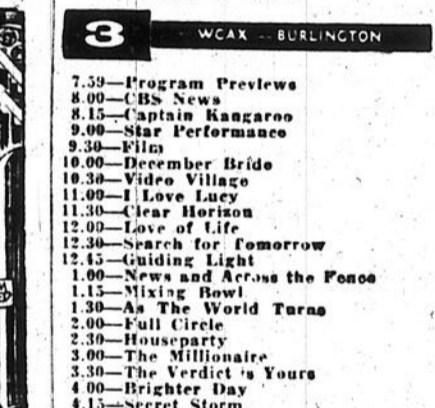 3 WCAX -- BURLINGTON
7.59—Program Previews
8.00—CBS News
8.15—Captain Kangaroo
9.00—Star Performance
9.30—Film
10.00—December Bride
10.30—Video Village
11.00—I Love Lucy
11.30—Clear Horizon
12.00—Love of Life
12.30—Search for Tomorrow
12.45—Guiding Light
1.00—News and Across the Fence
1.15—Mixing Bowl
1.30—As The World Turns
2.00—Full Circle
2.30—Houseparty
3.00—The Millionaire
3.30—The Verdict is Yours
4.00—Brighter Day
4.15—Secret Storm